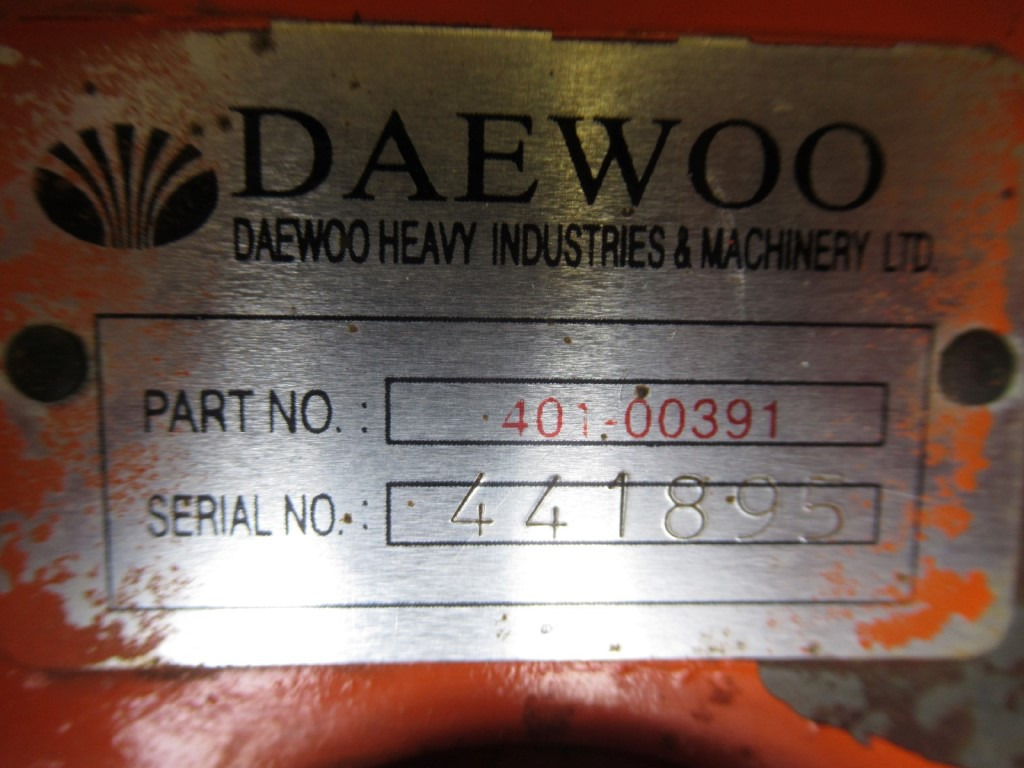 DAEWOO
DAEWOO HEAVY INDUSTRIES & MACHINERY LTD.
PART NO. : 401-00391
SERIAL NO. : 441895